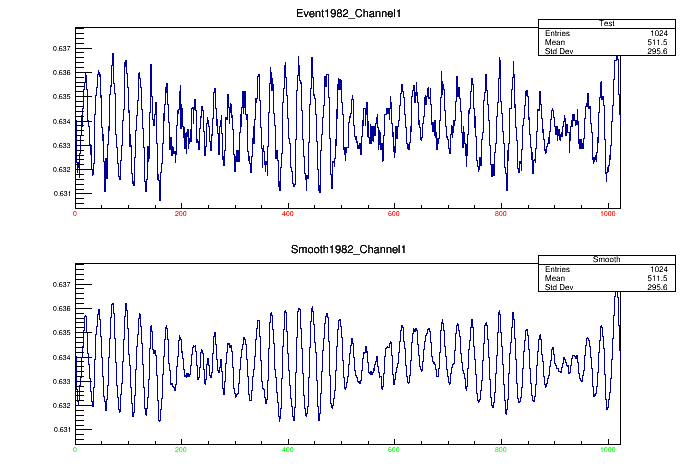 Event1982_Channel1
Test
Entries 1024
Mean 511.5
Std Dev 295.6
0.637
0.636
0.635
0.634
0.633
0.632
0.631
0 200 400 600 800 1000
Smooth1982_Channel1
Smooth
Entries 1024
Mean 511.5
Std Dev 295.6
0.637
0.636
0.635
0.634
0.633
0.632
0.631
0 200 400 600 800 1000